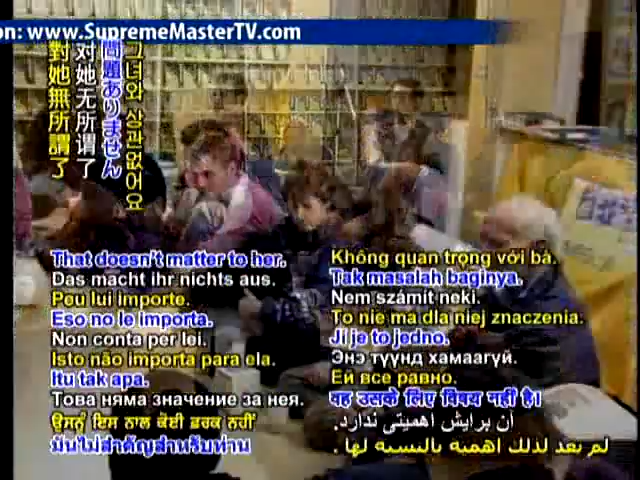 on: www.SupremeMasterTV.com
對她無所謂了
对她无所谓了
問題ありません
그녀와 상관없어요
That doesn't matter to her.
Das macht ihr nichts aus.
Peu lui importe.
Eso no le importa.
Non conta per lei.
Isto não importa para ela.
Itu tak apa.
Това няма значение за нея.
ਉਸਨੂੰ ਇਸ ਨਾਲ ਕੋਈ ਫ਼ਰਕ ਨਹੀਂ
มันไม่สำคัญสำหรับท่าน
Không quan trọng với bà.
Tak masalah baginya.
Nem számít neki.
To nie ma dla niej znaczenia.
Jí je to jedno.
Энэ түүнд хамаагүй.
Ей все равно.
वह उसके लिए विषय नहीं है।
آن برایش اهمیتی ندارد.
لم يعد لذلك اهمية بالنسبة لها.